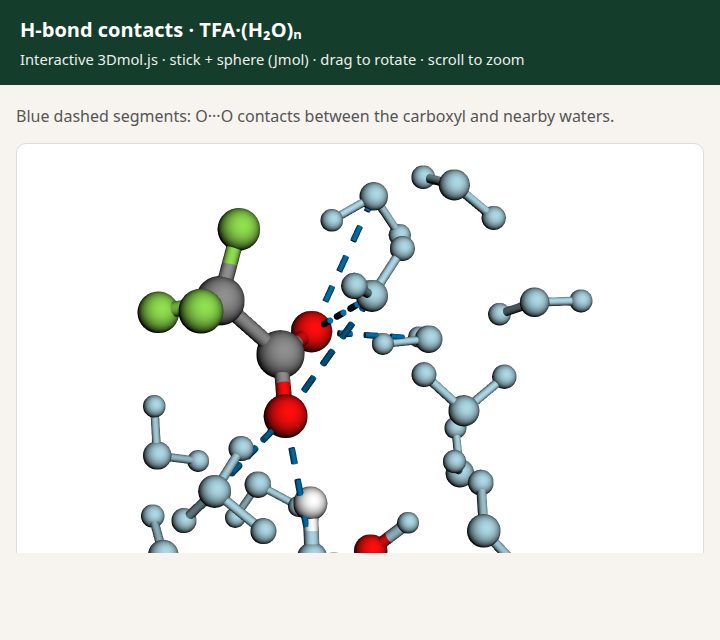 H-bond contacts · TFA·(H₂O)ₙ
Interactive 3Dmol.js · stick + sphere (Jmol) · drag to rotate · scroll to zoom
Blue dashed segments: O···O contacts between the carboxyl and nearby waters.